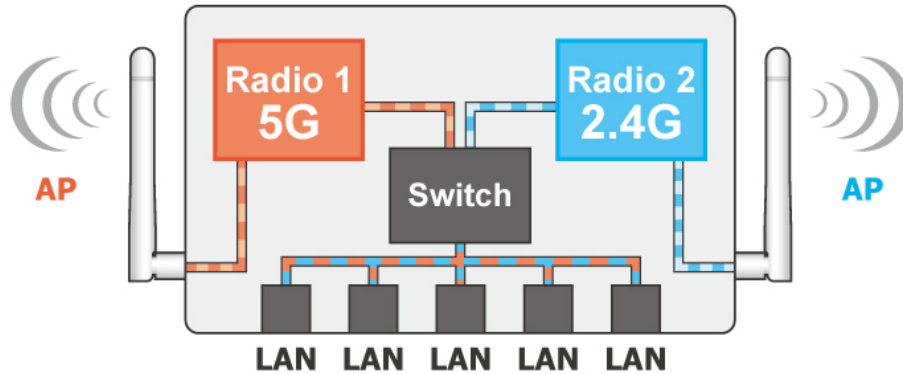 Radio 1
5G
Radio 2
2.4G
AP
Switch
AP
LAN LAN LAN LAN LAN